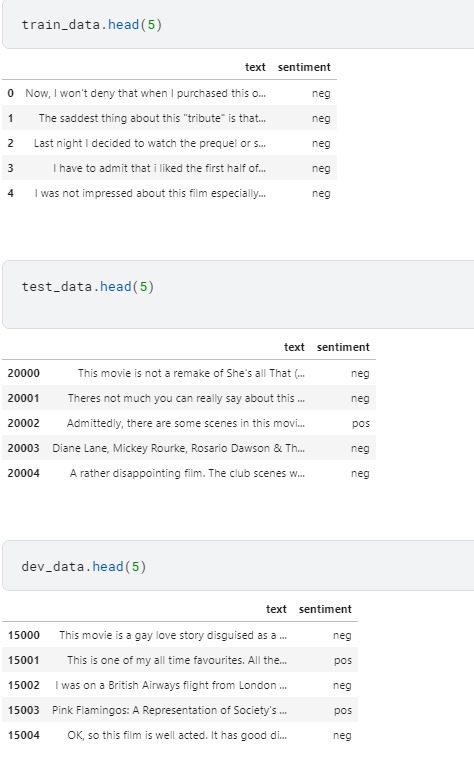 train_data.head(5)
text sentiment
0 Now, I won't deny that when I purchased this o... neg
1 The saddest thing about this "tribute" is that... neg
2 Last night I decided to watch the prequel or s... neg
3 I have to admit that i liked the first half of... neg
4 I was not impressed about this film especially... neg
test_data.head(5)
text sentiment
20000 This movie is not a remake of She's all That (... neg
20001 Theres not much you can really say about this ... neg
20002 Admittedly, there are some scenes in this movi... pos
20003 Diane Lane, Mickey Rourke, Rosario Dawson & Th... neg
20004 A rather disappointing film. The club scenes w... neg
dev_data.head(5)
text sentiment
15000 This movie is a gay love story disguised as a ... neg
15001 This is one of my all time favourites. All the... pos
15002 I was on a British Airways flight from London ... neg
15003 Pink Flamingos: A Representation of Society's ... pos
15004 OK, so this film is well acted. It has good di... neg